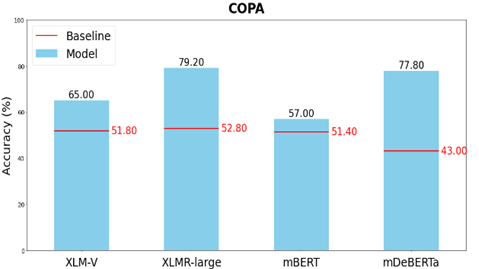 COPA
Baseline
Model
Accuracy (%)
100
80
60
40
20
0
65.00
51.80
79.20
52.80
57.00
51.40
77.80
43.00
XLM-V
XLMR-large
mBERT
mDeBERTa